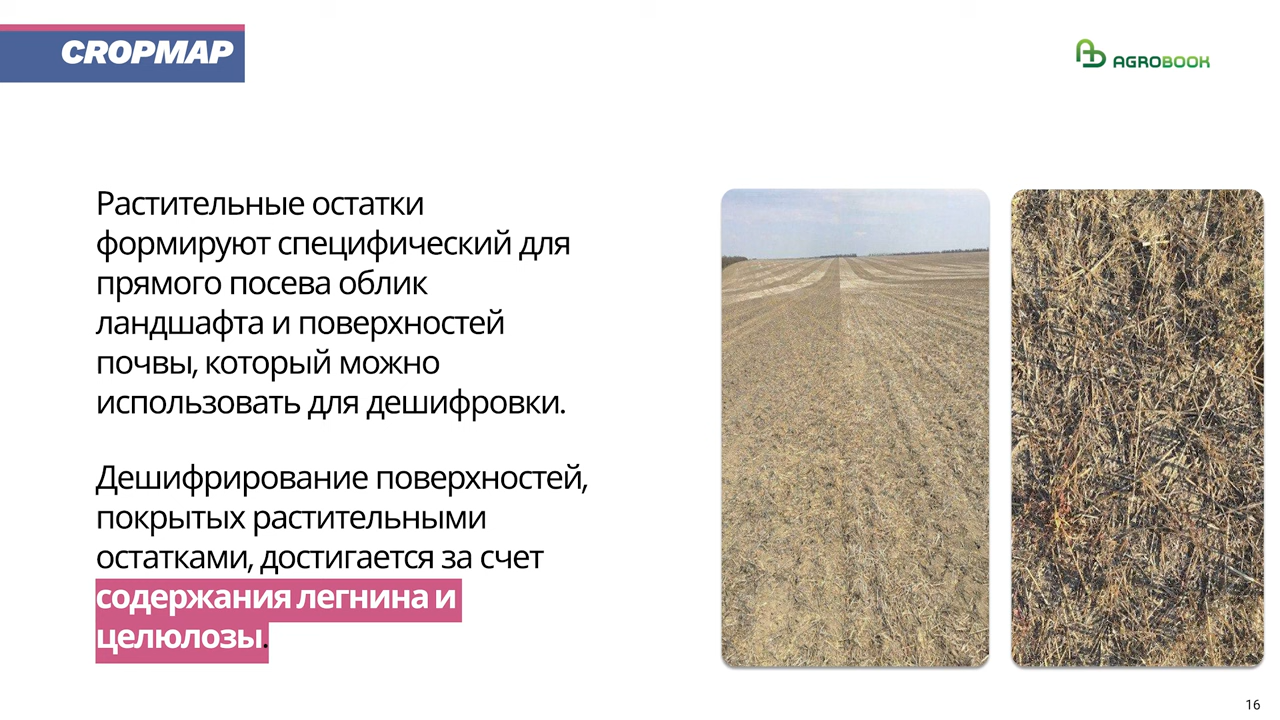 CROPMAP
AGROBOOK
Растительные остатки
формируют специфический для
прямого посева облик
ландшафта и поверхностей
почвы, который можно
использовать для дешифровки.
Дешифрирование поверхностей,
покрытых растительными
остатками, достигается за счет
содержания легнина и
целюлозы.
16